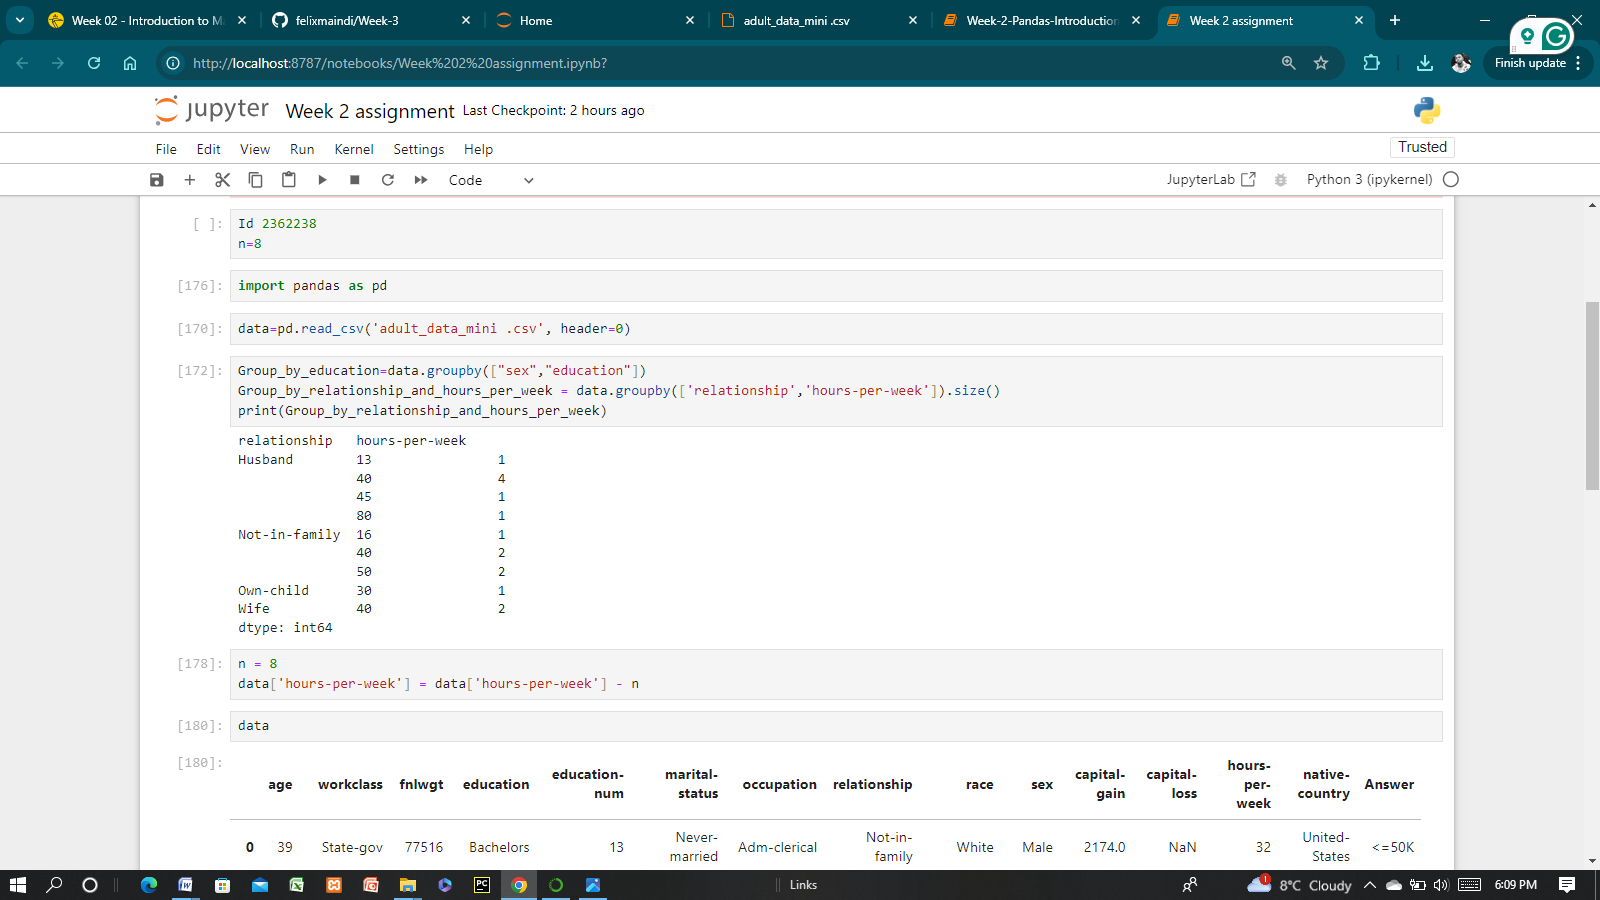 Week 02 - Introduction to Mu
felixmaindi/Week-3
Home
adult_data_mini .csv
Week-2-Pandas-Introduction
Week 2 assignment
http://localhost:8787/notebooks/Week%202%20assignment.ipynb?
Finish update
jupyter Week 2 assignment Last Checkpoint: 2 hours ago
File Edit View Run Kernel Settings Help
Trusted
Code
JupyterLab
Python 3 (ipykernel)
[ ]: Id 2362238
n=8
[176]: import pandas as pd
[170]: data=pd.read_csv('adult_data_mini .csv', header=0)
[172]: Group_by_education=data.groupby(["sex","education"])
Group_by_relationship_and_hours_per_week = data.groupby(['relationship','hours-per-week']).size()
print(Group_by_relationship_and_hours_per_week)
relationship hours-per-week
Husband 13 1
40 4
45 1
80 1
Not-in-family 16 1
40 2
50 2
Own-child 30 1
Wife 40 2
dtype: int64
[178]: n = 8
data['hours-per-week'] = data['hours-per-week'] - n
[180]: data
[180]:
age workclass fnlwgt education education-num marital-status occupation relationship race sex capital-gain capital-loss hours-per-week native-country Answer
0 39 State-gov 77516 Bachelors 13 Never-married Adm-clerical Not-in-family White Male 2174.0 NaN 32 United-States <=50K
PC
Links
1
8°C Cloudy
6:09 PM